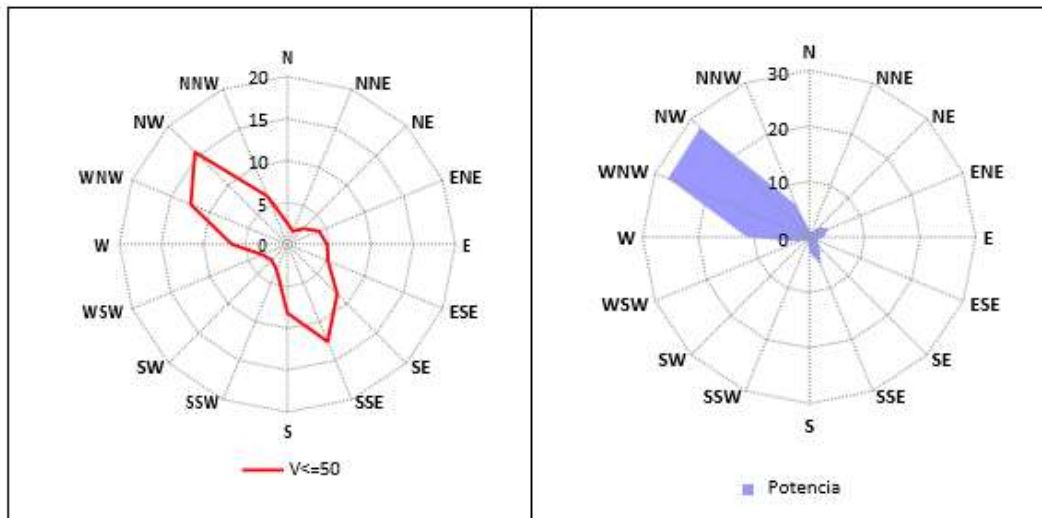 N
NNW
NNE
NW
NE
WNW
ENE
W
E
WSW
ESE
SW
SE
SSW
SSE
S
20
15
10
5
0
V<=50
N
NNW
NNE
NW
NE
WNW
ENE
W
E
WSW
ESE
SW
SE
SSW
SSE
S
30
20
10
0
Potencia